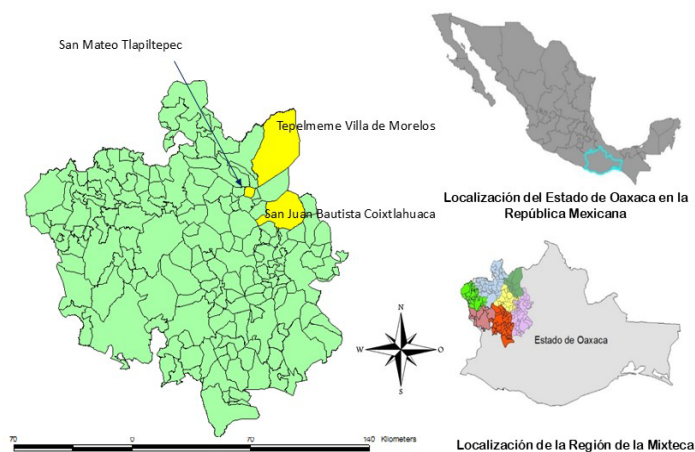 San Mateo Tlapiltepec
Tepelmeme Villa de Morelos
San Juan Bautista Coixtlahuaca
N
W
O
S
70 0 70 140 Kilometers
Localización del Estado de Oaxaca en la
República Mexicana
Estado de Oaxaca
Localización de la Región de la Mixteca